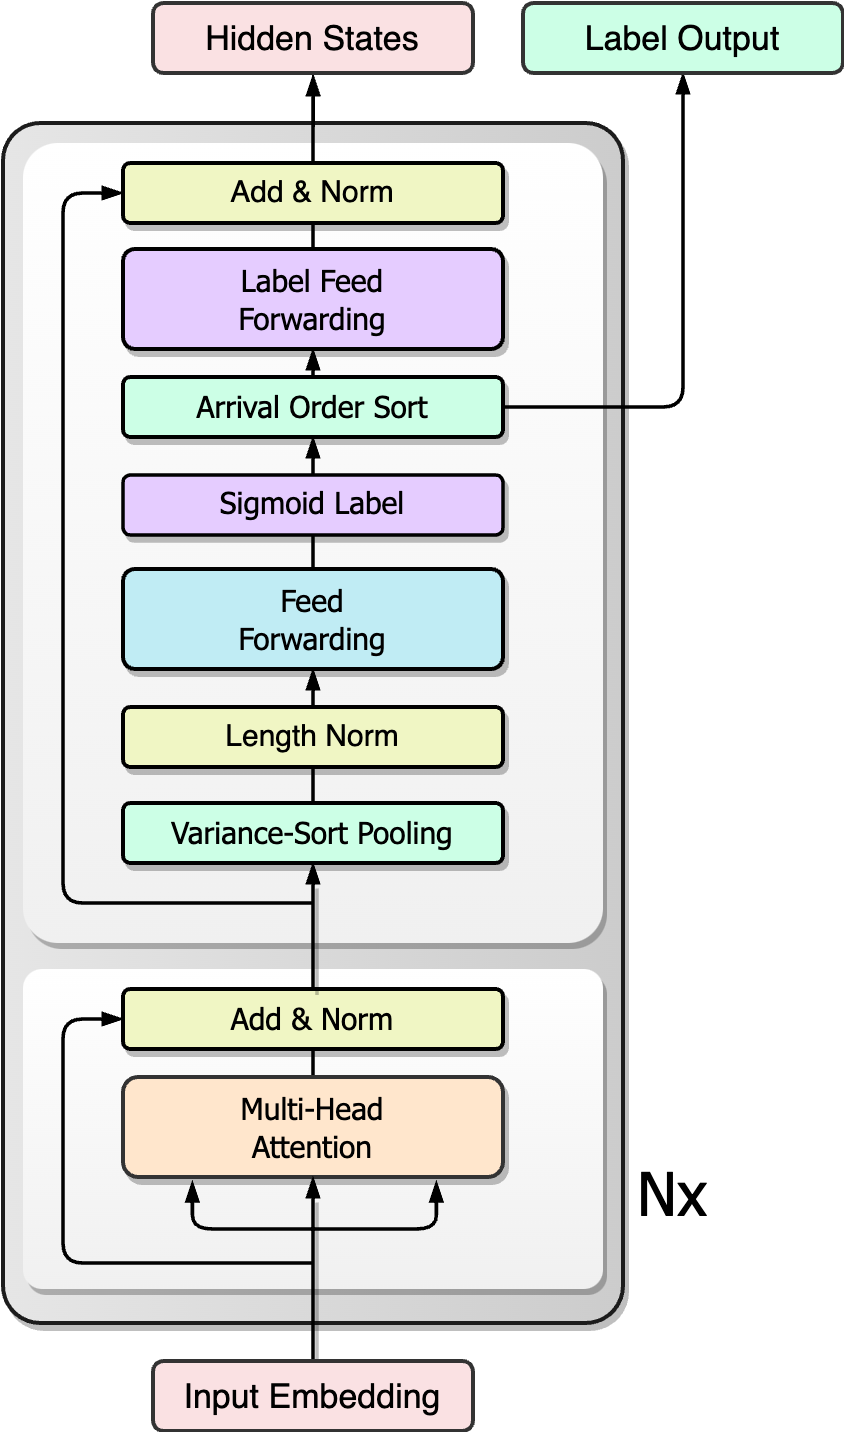 Hidden States
Label Output
Add & Norm
Label Feed
Forwarding
Arrival Order Sort
Sigmoid Label
Feed
Forwarding
Length Norm
Variance-Sort Pooling
Add & Norm
Multi-Head
Attention
Nx
Input Embedding